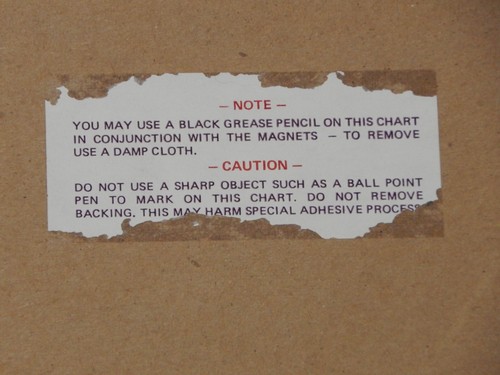 – NOTE –
YOU MAY USE A BLACK GREASE PENCIL ON THIS CHART
IN CONJUNCTION WITH THE MAGNETS – TO REMOVE
USE A DAMP CLOTH.
– CAUTION –
DO NOT USE A SHARP OBJECT SUCH AS A BALL POINT
PEN TO MARK ON THIS CHART. DO NOT REMOVE
BACKING. THIS MAY HARM SPECIAL ADHESIVE PROCESS